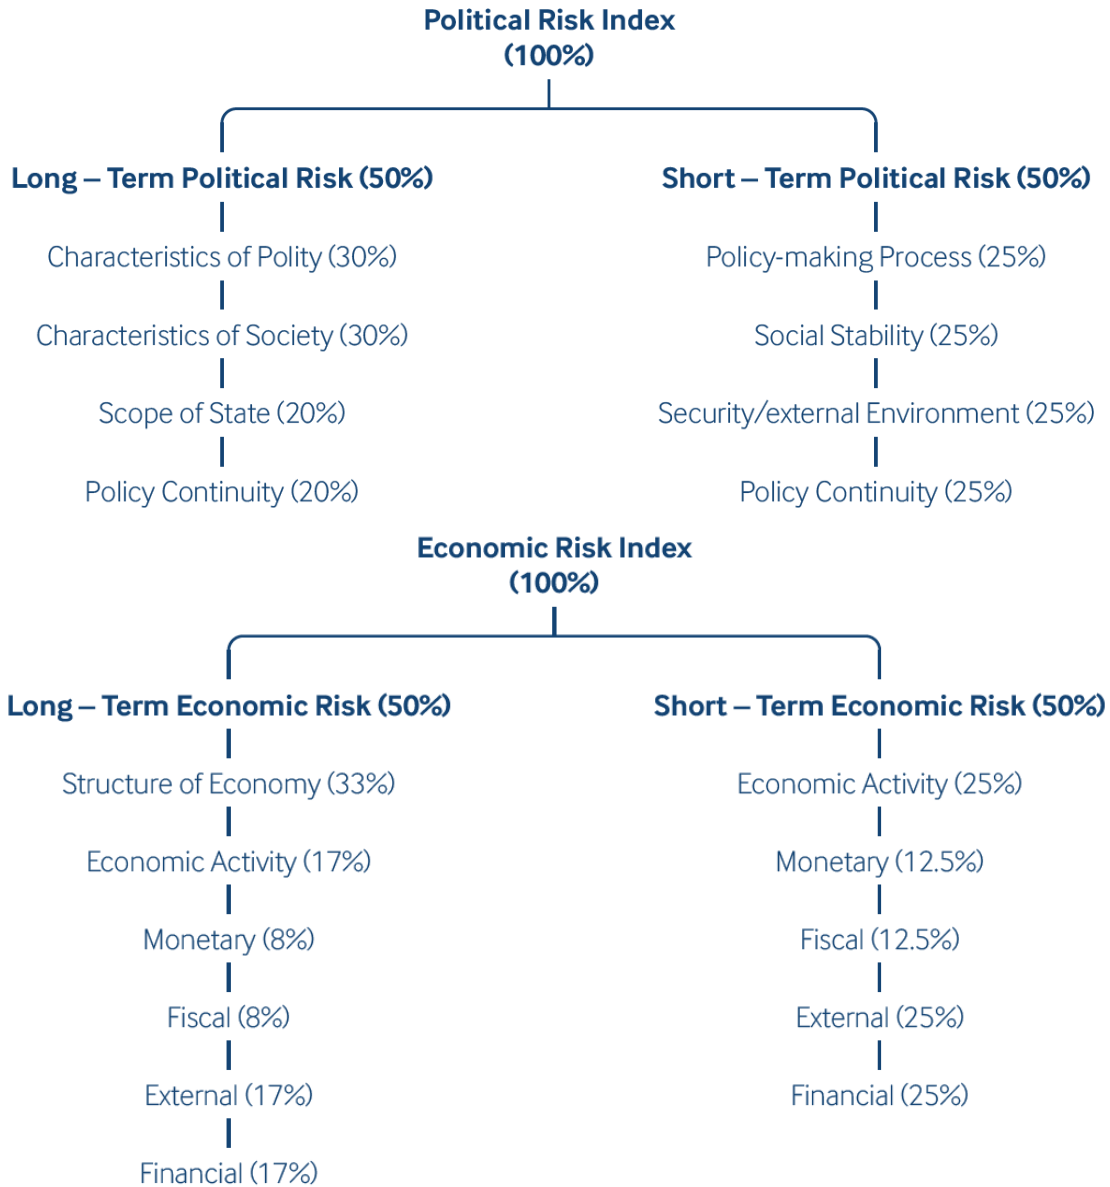 Political Risk Index
(100%)
Long – Term Political Risk (50%)
Characteristics of Polity (30%)
Characteristics of Society (30%)
Scope of State (20%)
Policy Continuity (20%)
Short – Term Political Risk (50%)
Policy-making Process (25%)
Social Stability (25%)
Security/external Environment (25%)
Policy Continuity (25%)
Economic Risk Index
(100%)
Long – Term Economic Risk (50%)
Structure of Economy (33%)
Economic Activity (17%)
Monetary (8%)
Fiscal (8%)
External (17%)
Financial (17%)
Short – Term Economic Risk (50%)
Economic Activity (25%)
Monetary (12.5%)
Fiscal (12.5%)
External (25%)
Financial (25%)